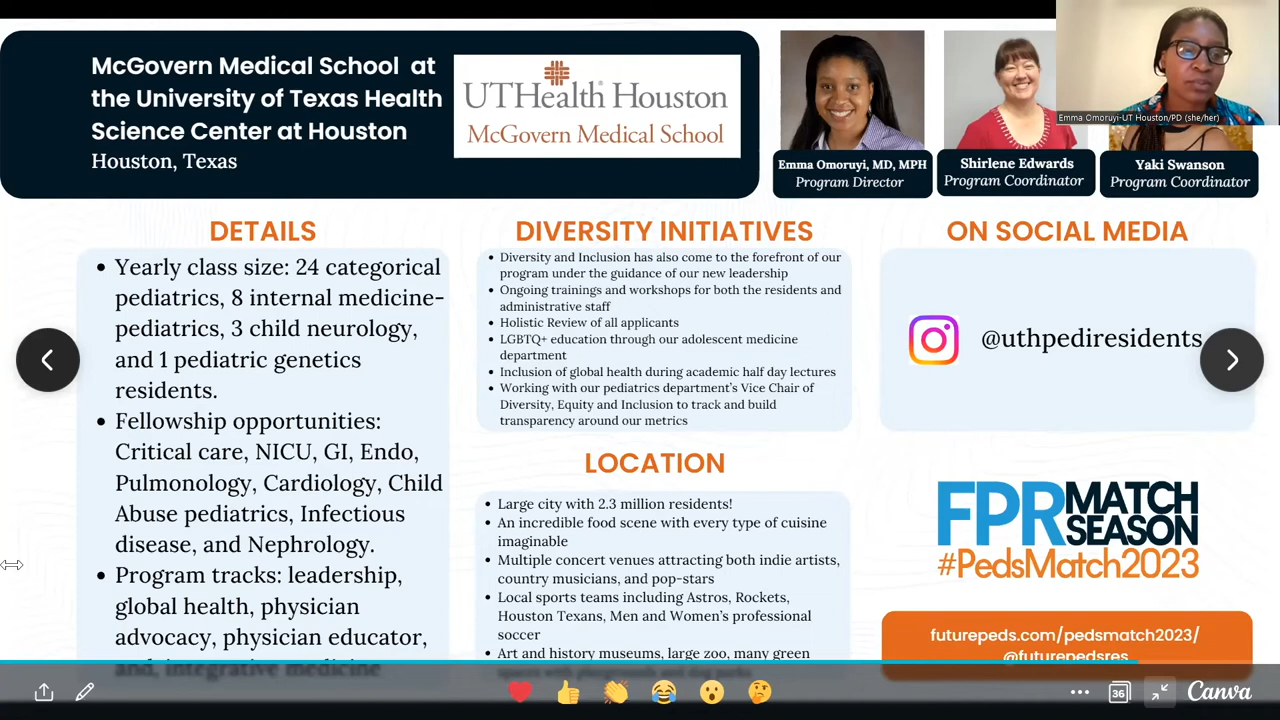 McGovern Medical School at
the University of Texas Health
Science Center at Houston
Houston, Texas
UTHealth Houston
McGovern Medical School
Emma Omoruyi, MD, MPH
Program Director
Shirlene Edwards
Program Coordinator
Emma Omoruyi-UT Houston/PD (she/her)
Yaki Swanson
Program Coordinator
DETAILS
• Yearly class size: 24 categorical
pediatrics, 8 internal medicine-
pediatrics, 3 child neurology,
and 1 pediatric genetics
residents.
• Fellowship opportunities:
Critical care, NICU, GI, Endo,
Pulmonology, Cardiology, Child
Abuse pediatrics, Infectious
disease, and Nephrology.
• Program tracks: leadership,
global health, physician
advocacy, physician educator,
and, integrative medicine
DIVERSITY INITIATIVES
• Diversity and Inclusion has also come to the forefront of our
program under the guidance of our new leadership
• Ongoing trainings and workshops for both the residents and
administrative staff
• Holistic Review of all applicants
• LGBTQ+ education through our adolescent medicine
department
• Inclusion of global health during academic half day lectures
• Working with our pediatrics department's Vice Chair of
Diversity, Equity and Inclusion to track and build
transparency around our metrics
LOCATION
• Large city with 2.3 million residents!
• An incredible food scene with every type of cuisine
imaginable
• Multiple concert venues attracting both indie artists,
country musicians, and pop-stars
• Local sports teams including Astros, Rockets,
Houston Texans, Men and Women's professional
soccer
• Art and history museums, large zoo, many green
spaces with playgrounds and dog parks
ON SOCIAL MEDIA
@uthpediresidents
FPR MATCH
SEASON
#PedsMatch2023
futurepeds.com/pedsmatch2023/
@futurepedsres
36
Canva